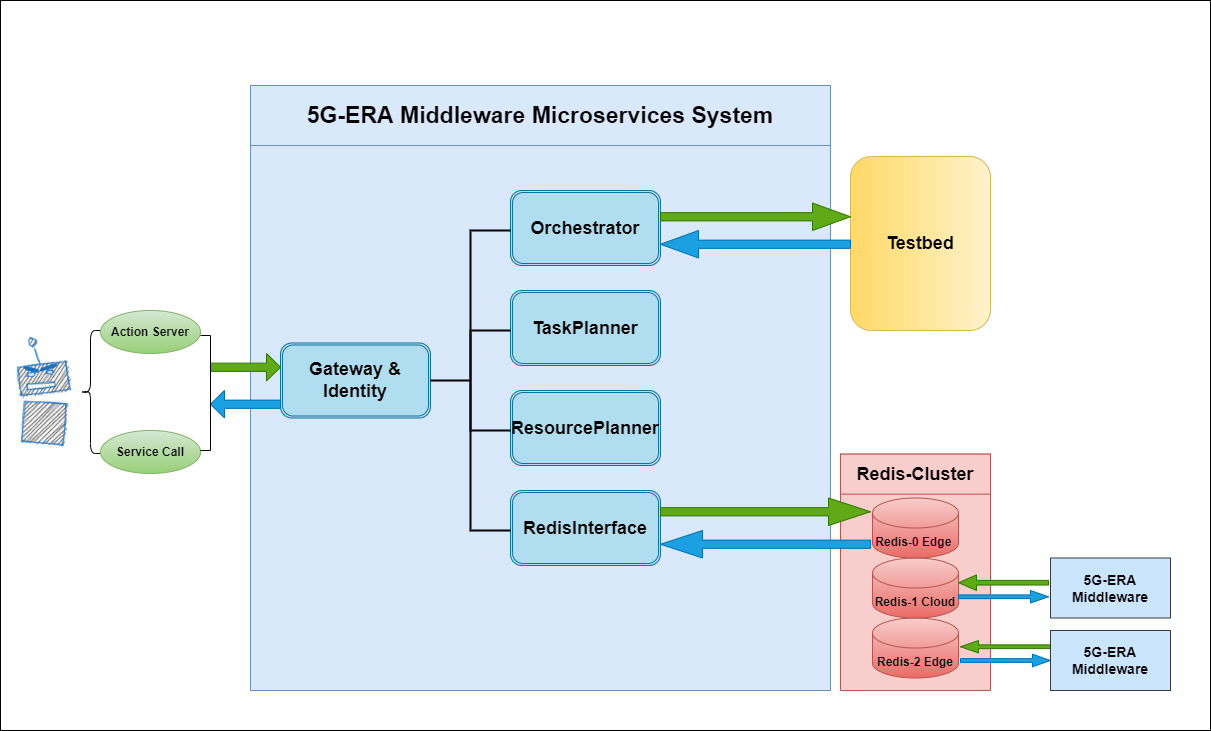 5G-ERA Middleware Microservices System
Orchestrator
Testbed
TaskPlanner
Action Server
Gateway &
Identity
ResourcePlanner
Service Call
RedisInterface
Redis-Cluster
Redis-0 Edge
Redis-1 Cloud
Redis-2 Edge
5G-ERA
Middleware
5G-ERA
Middleware